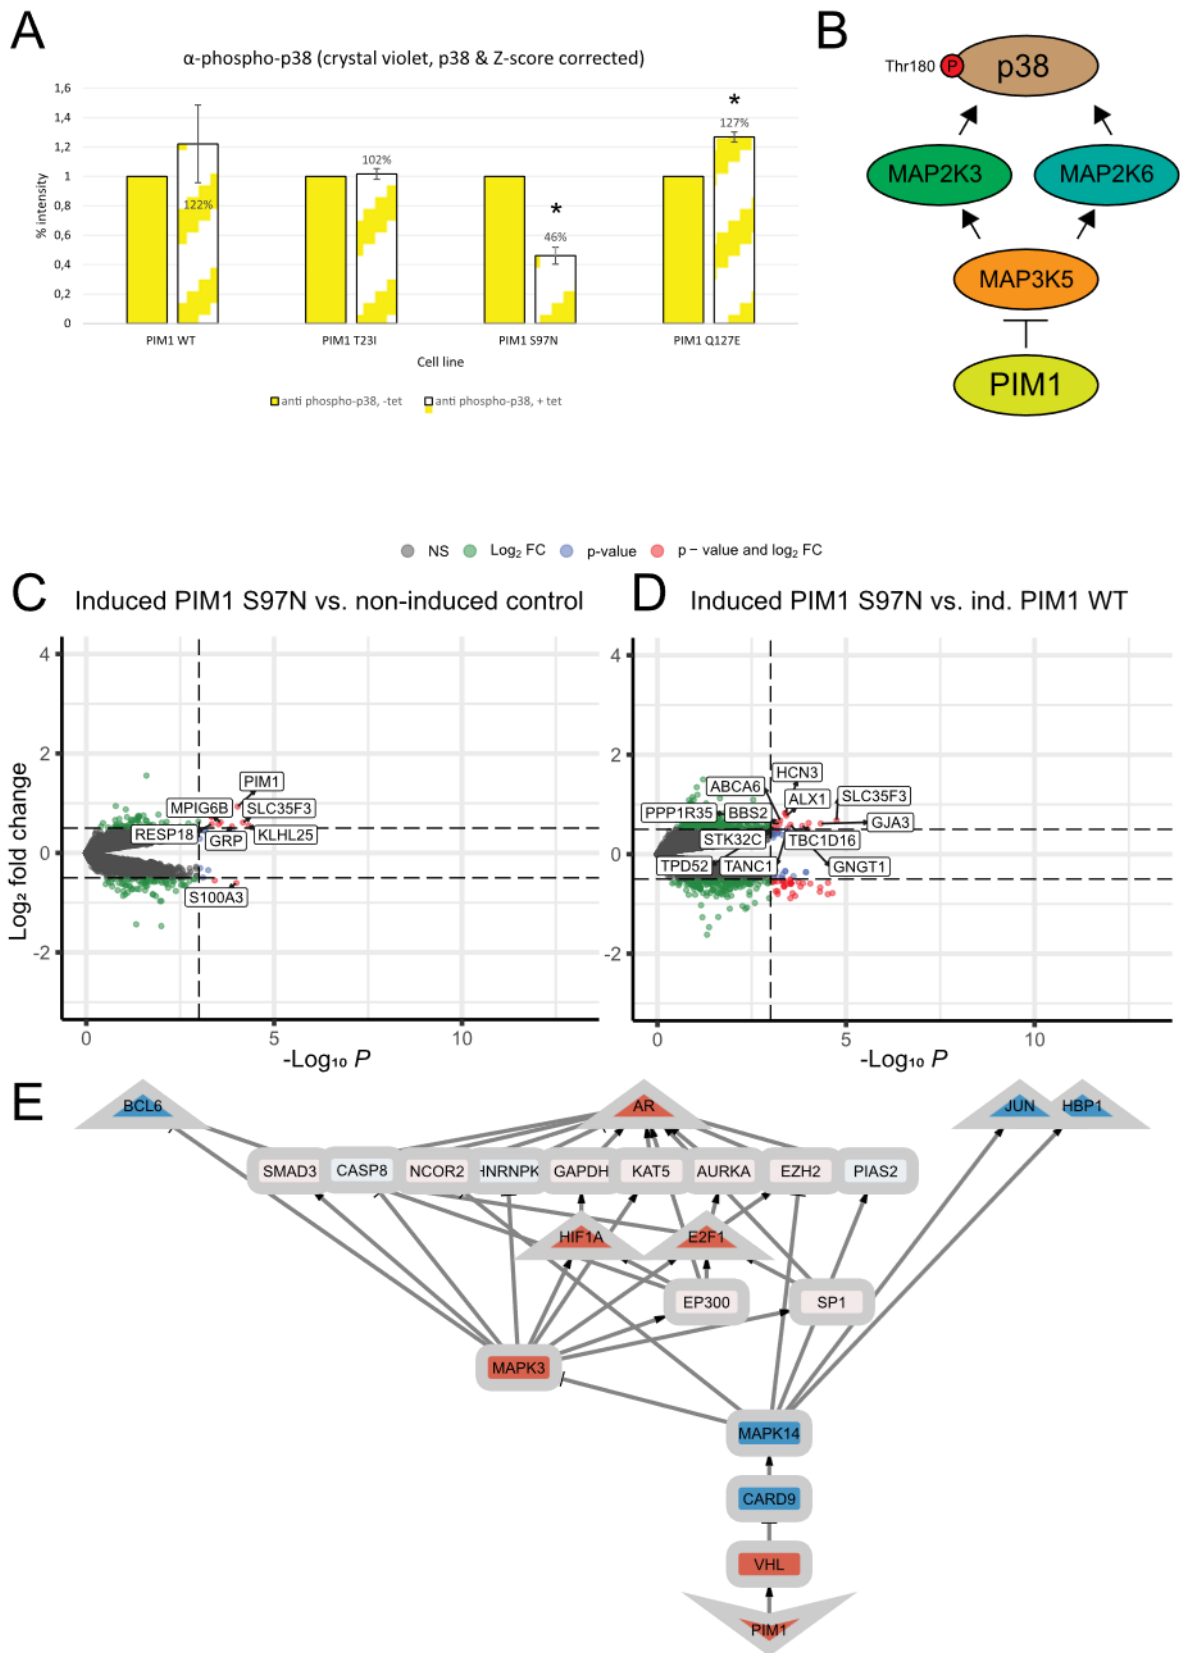 A
α-phospho-p38 (crystal violet, p38 & Z-score corrected)
% intensity
1,6
1,4
1,2
1
0,8
0,6
0,4
0,2
0
122%
102%
*
46%
*
127%
PIM1 WT
PIM1 T23I
PIM1 S97N
PIM1 Q127E
Cell line
anti phospho-p38, -tet
anti phospho-p38, + tet
B
Thr180
P
p38
MAP2K3
MAP2K6
MAP3K5
PIM1
NS
Log₂ FC
p-value
p – value and log₂ FC
C
Induced PIM1 S97N vs. non-induced control
Log₂ fold change
4
2
0
-2
PIM1
MPIG6B
SLC35F3
RESP18
GRP
KLHL25
S100A3
0
5
10
-Log₁₀ P
D
Induced PIM1 S97N vs. ind. PIM1 WT
4
2
0
-2
HCN3
ABCA6
ALX1
SLC35F3
PPP1R35
BBS2
GJA3
STK32C
TBC1D16
TPD52
TANC1
GNGT1
0
5
10
-Log₁₀ P
E
BCL6
AR
JUN
HBP1
SMAD3
CASP8
NCOR2
HNRNPK
GAPDH
KAT5
AURKA
EZH2
PIAS2
HIF1A
E2F1
EP300
SP1
MAPK3
MAPK14
CARD9
VHL
PIM1